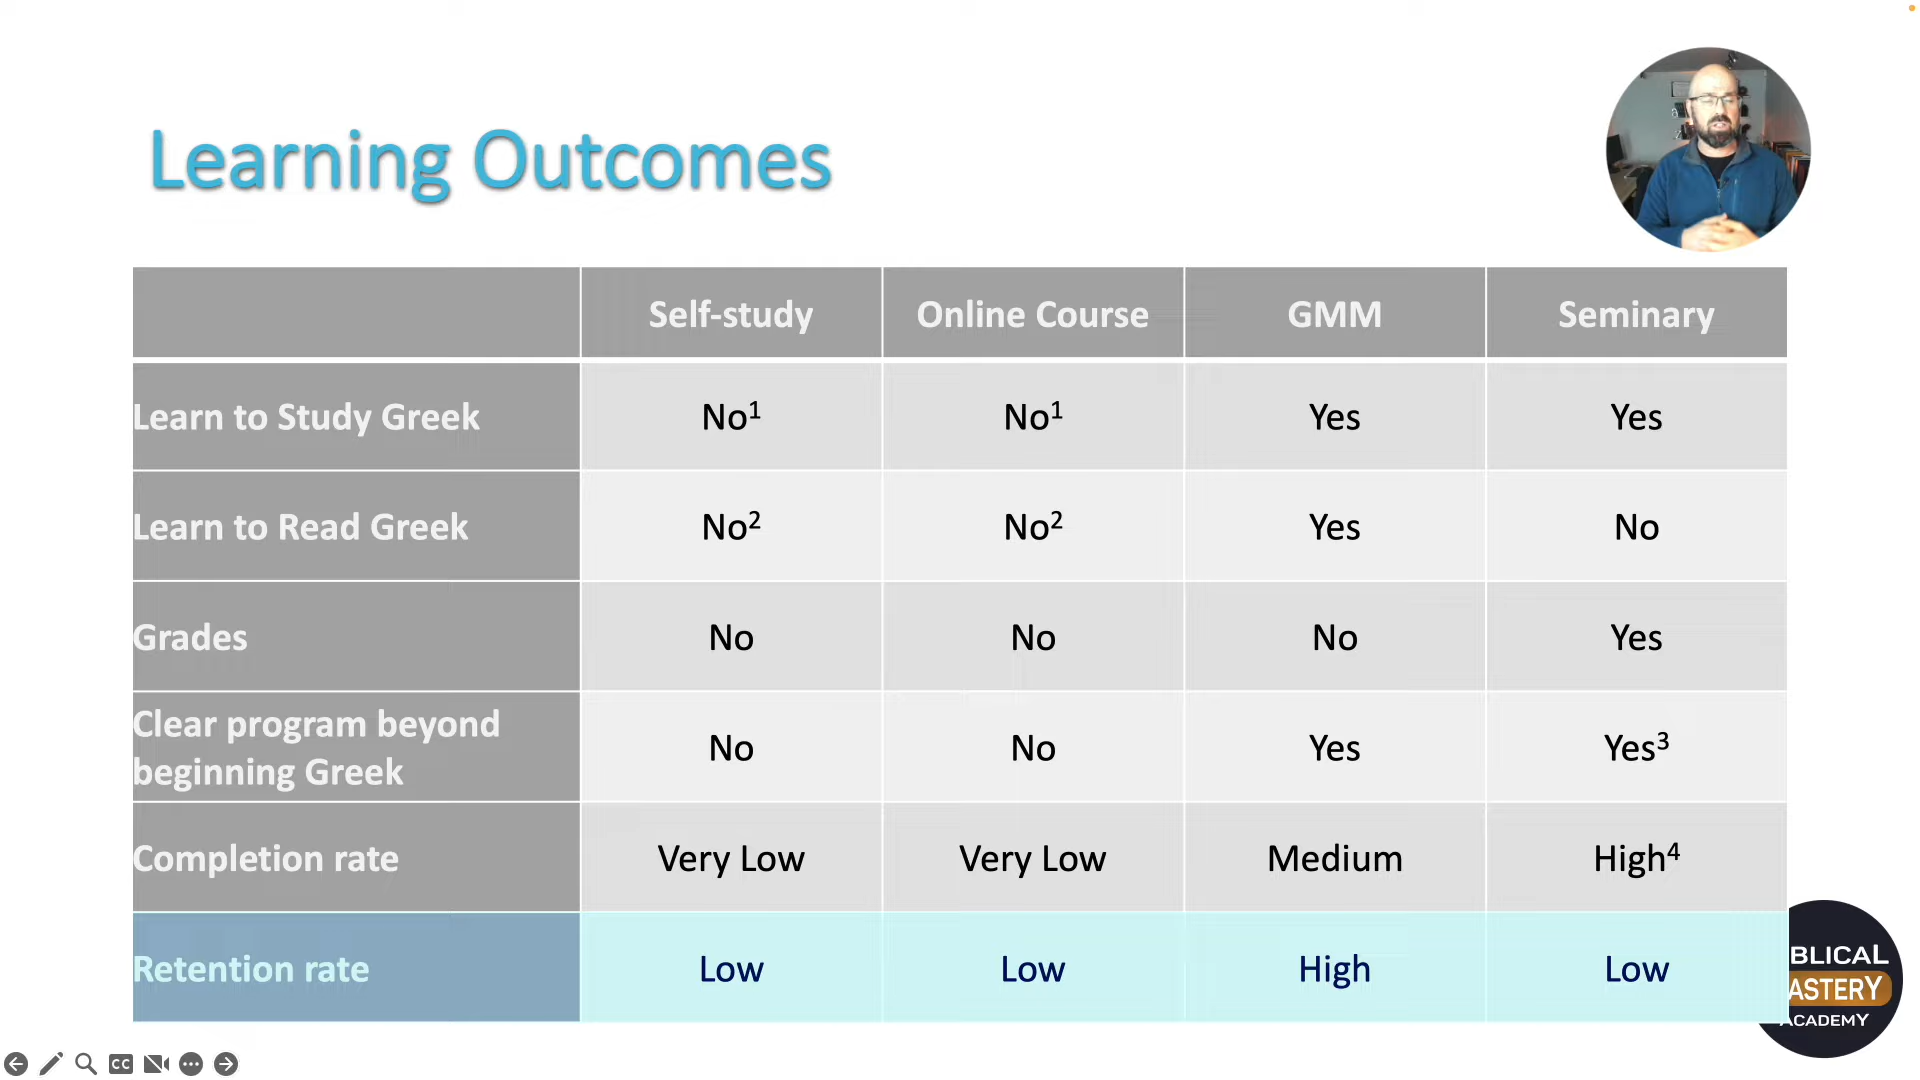 Learning Outcomes
Self-study Online Course GMM Seminary
Learn to Study Greek No¹ No¹ Yes Yes
Learn to Read Greek No² No² Yes No
Grades No No No Yes
Clear program beyond
beginning Greek No No Yes Yes³
Completion rate Very Low Very Low Medium High⁴
Retention rate Low Low High Low
BLICAL
ASTERY
ACADEMY
CC